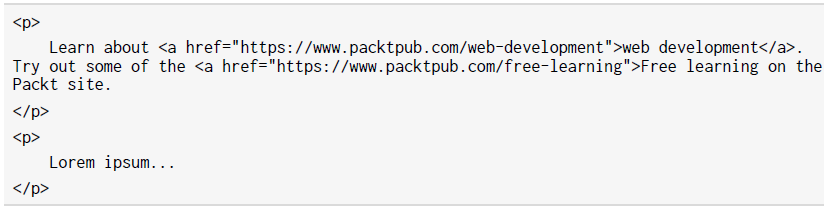 <p>
    Learn about <a href="https://www.packtpub.com/web-development">web development</a>.
Try out some of the <a href="https://www.packtpub.com/free-learning">Free learning on the
Packt site.
</p>
<p>
    Lorem ipsum...
</p>